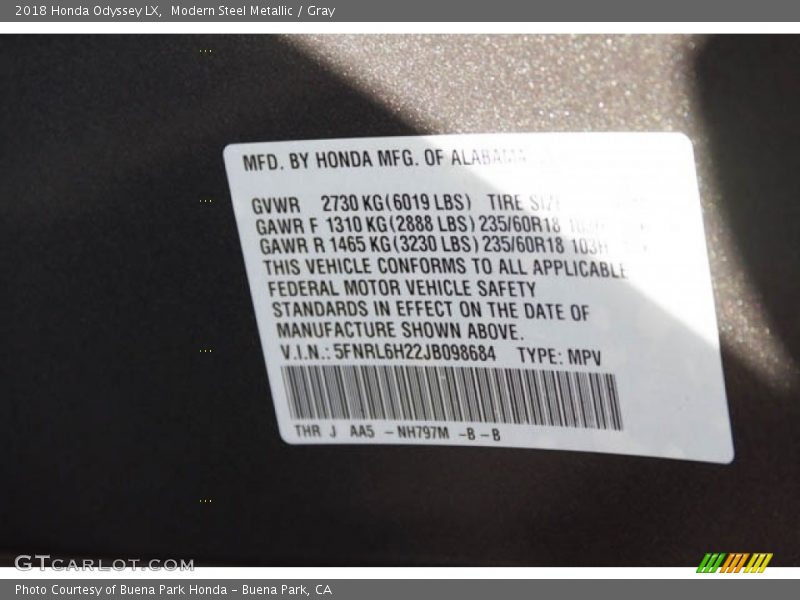 2018 Honda Odyssey LX, Modern Steel Metallic / Gray
MFD. BY HONDA MFG. OF ALABAMA
GVWR 2730 KG(6019 LBS) TIRE SIZE
GAWR F 1310 KG(2888 LBS) 235/60R18 103H
GAWR R 1465 KG(3230 LBS) 235/60R18 103H
THIS VEHICLE CONFORMS TO ALL APPLICABLE
FEDERAL MOTOR VEHICLE SAFETY
STANDARDS IN EFFECT ON THE DATE OF
MANUFACTURE SHOWN ABOVE.
V.I.N.: 5FNRL6H22JB098684 TYPE: MPV
THR J AA5 - NH797M -B-B
GTCARLOT.COM
Photo Courtesy of Buena Park Honda - Buena Park, CA